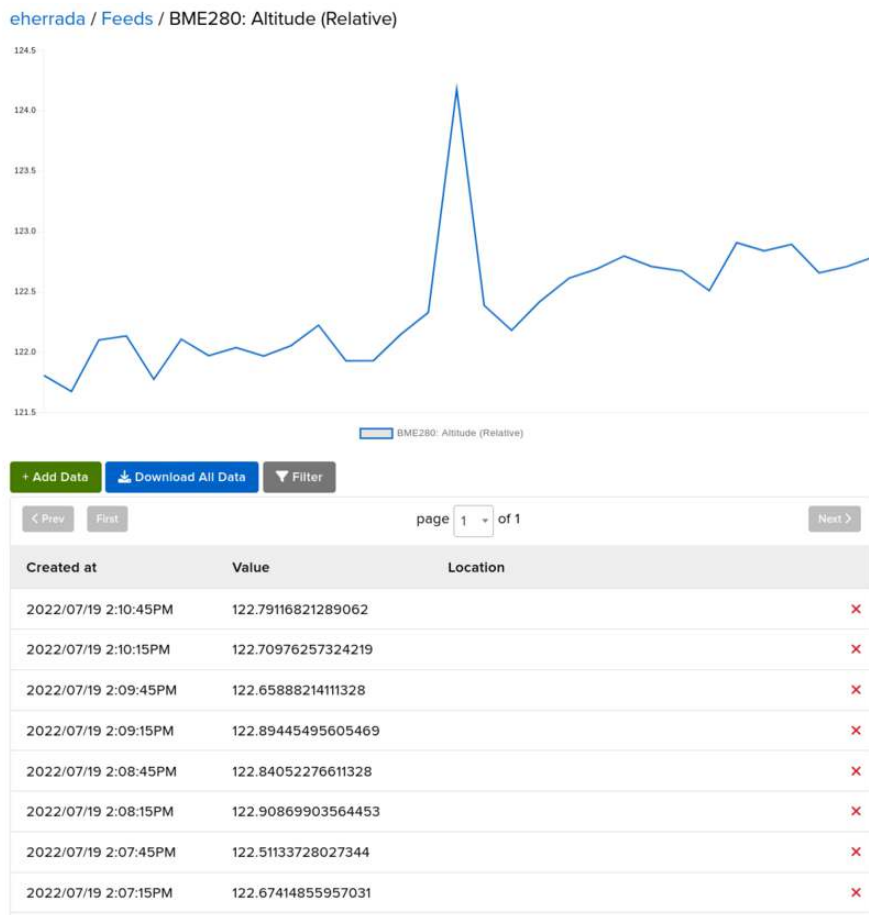 eherrada / Feeds / BME280: Altitude (Relative)
124.5
124.0
123.5
123.0
122.5
122.0
121.5
BME280: Altitude (Relative)
+ Add Data Download All Data Filter
< Prev First page 1 of 1 Next >
Created at Value Location
2022/07/19 2:10:45PM 122.79116821289062 ×
2022/07/19 2:10:15PM 122.70976257324219 ×
2022/07/19 2:09:45PM 122.65888214111328 ×
2022/07/19 2:09:15PM 122.89445495605469 ×
2022/07/19 2:08:45PM 122.84052276611328 ×
2022/07/19 2:08:15PM 122.90869903564453 ×
2022/07/19 2:07:45PM 122.51133728027344 ×
2022/07/19 2:07:15PM 122.67414855957031 ×